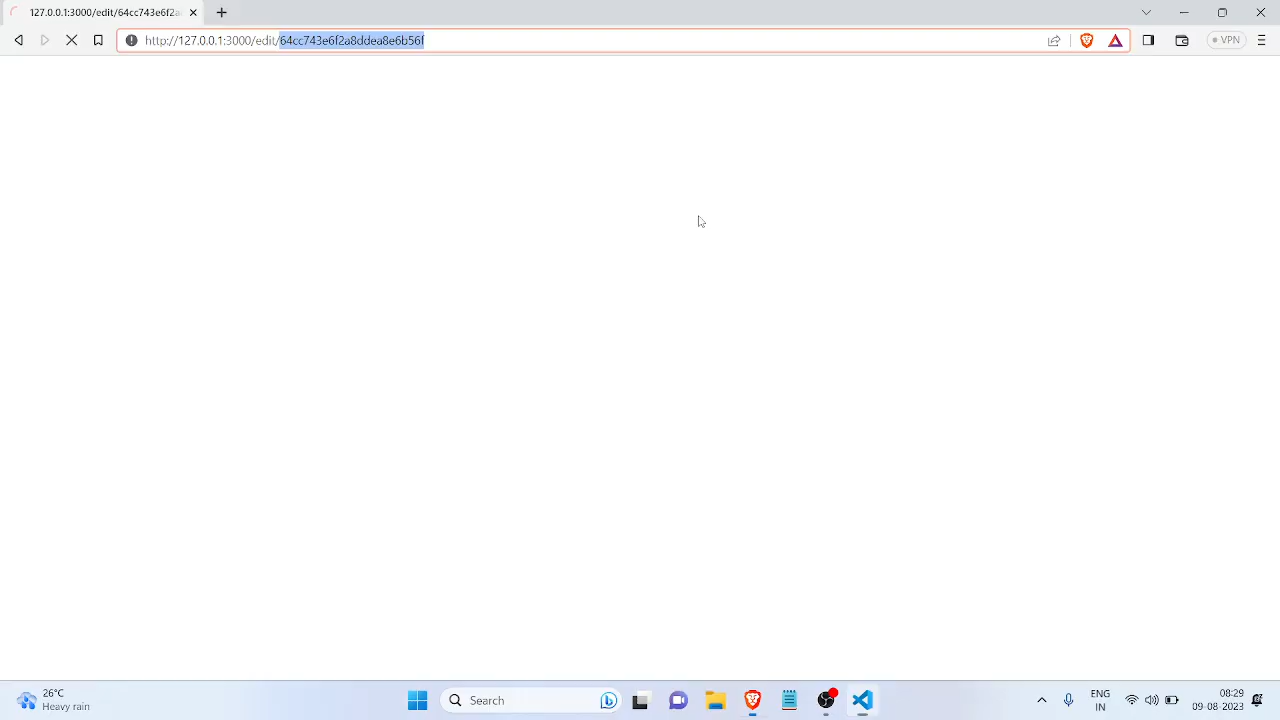 127.0.0.1:3000/edit/64cc743e6f2a
http://127.0.0.1:3000/edit/64cc743e6f2a8ddea8e6b56f
VPN
26°C
Heavy rain
Search
ENG
IN
08:29
09-08-2023